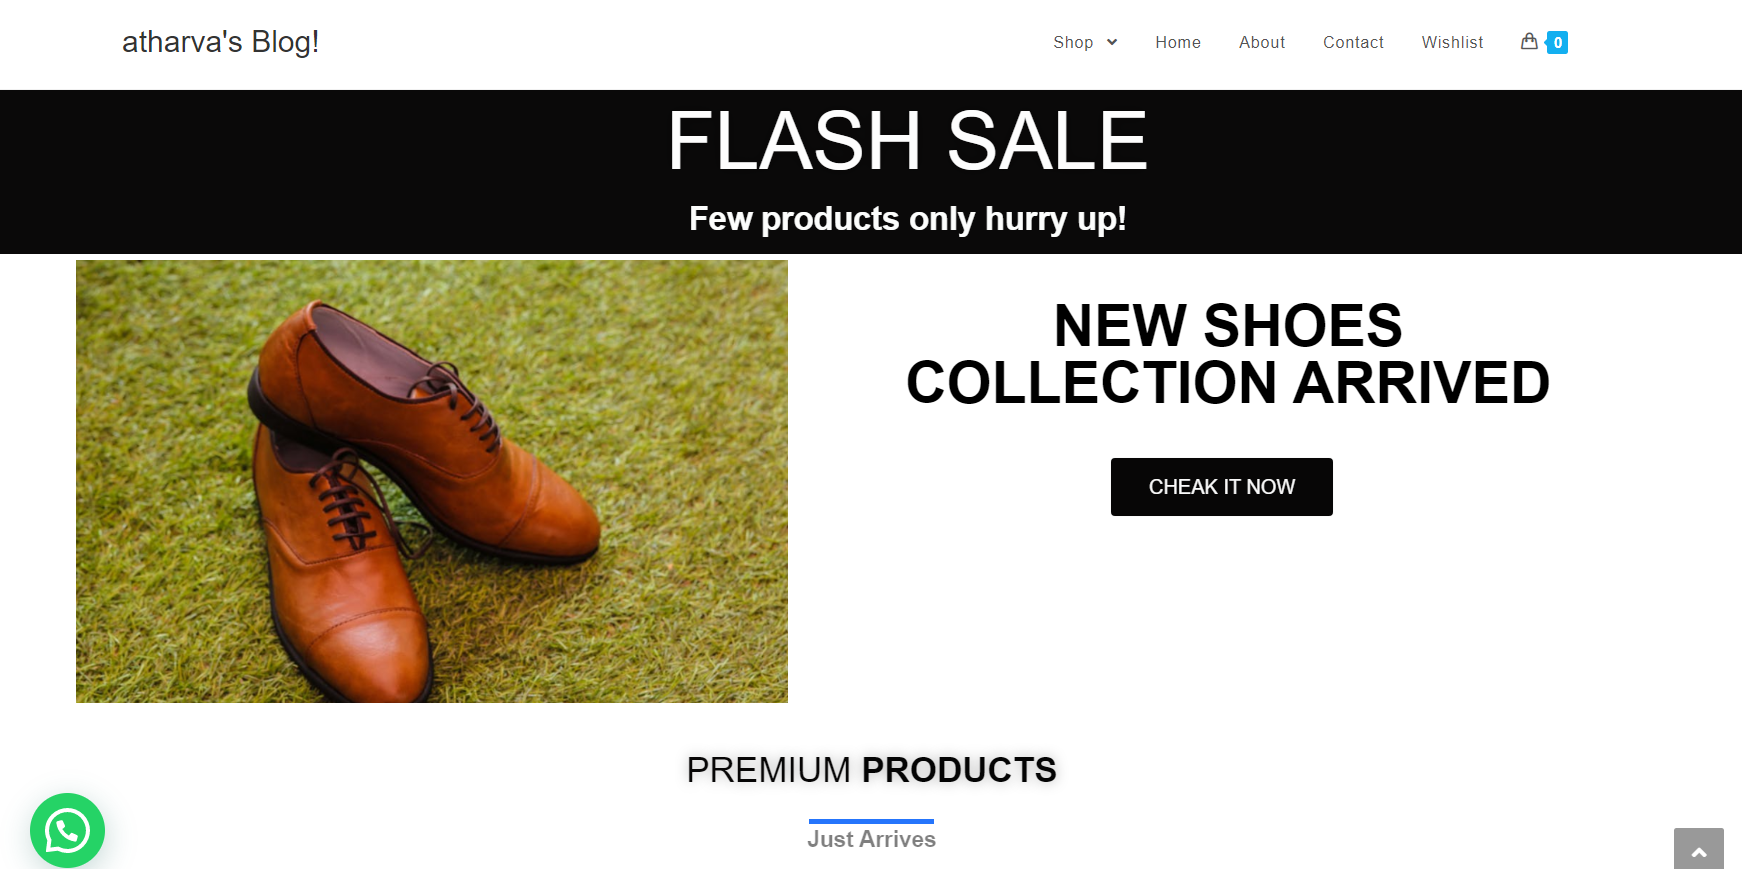 atharva's Blog!
Shop
Home
About
Contact
Wishlist
0
FLASH SALE
Few products only hurry up!
NEW SHOES
COLLECTION ARRIVED
CHEAK IT NOW
PREMIUM PRODUCTS
Just Arrives